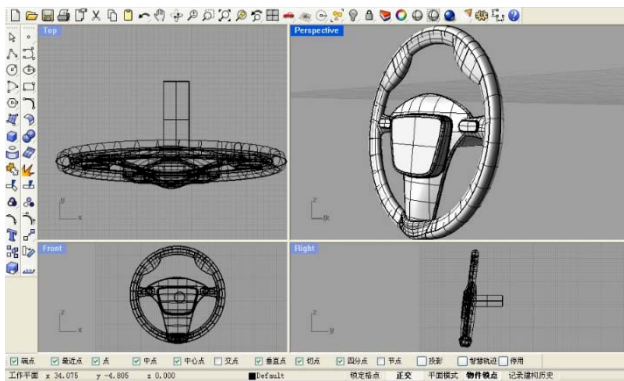 Top
Perspective
y
x
z
x
Front
Right
z
x
z
y
端点 最近点 点 中点 中心点 交点 垂直点 切点 四分点 节点 投影 智慧轨迹 停用
工作平面 x 34.075 y -4.805 z 0.000 Default 锁定格点 正交 平面模式 物件锁点 记录建构历史